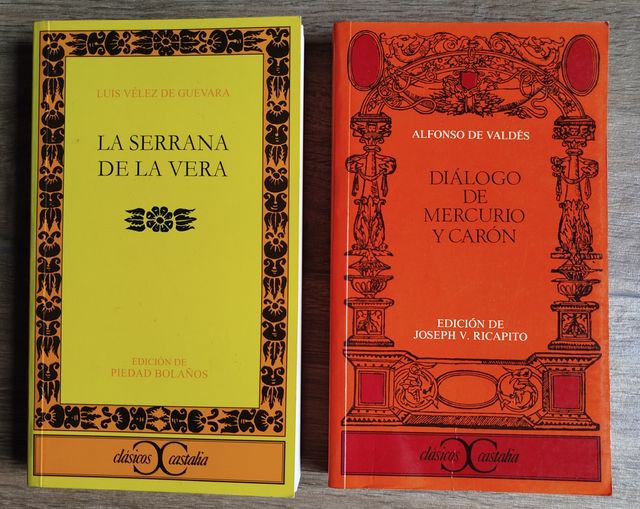 LUIS VÉLEZ DE GUEVARA
LA SERRANA
DE LA VERA
EDICIÓN DE
PIEDAD BOLAÑOS
clásicos castalia
ALFONSO DE VALDÉS
DIÁLOGO
DE
MERCURIO
Y CARÓN
EDICIÓN DE
JOSEPH V. RICAPITO
clásicos castalia